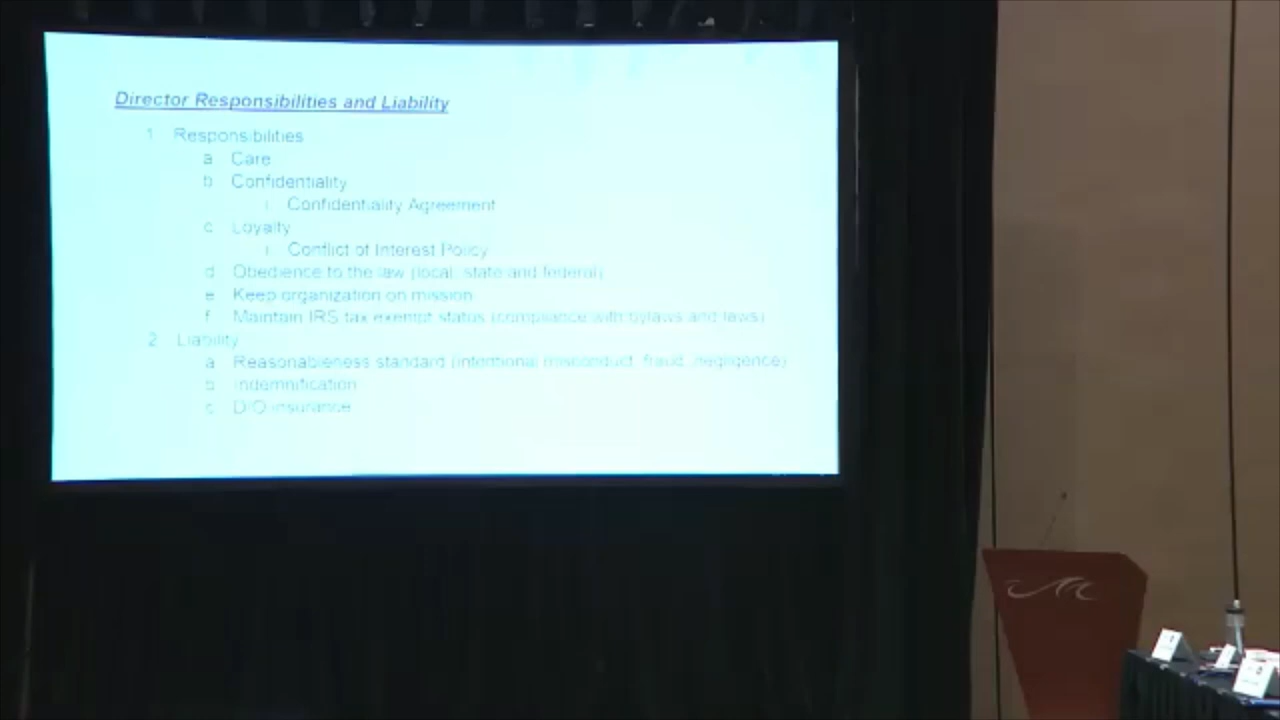 Director Responsibilities and Liability
1 Responsibilities
a Care
b Confidentiality
i Confidentiality Agreement
c Loyalty
i Conflict of Interest Policy
d Obedience to the law (local, state and federal)
e Keep organization on mission
f Maintain IRS tax exempt status (compliance with bylaws and laws)
2 Liability
a Reasonableness standard (intentional misconduct, fraud, negligence)
b Indemnification
c D/O insurance